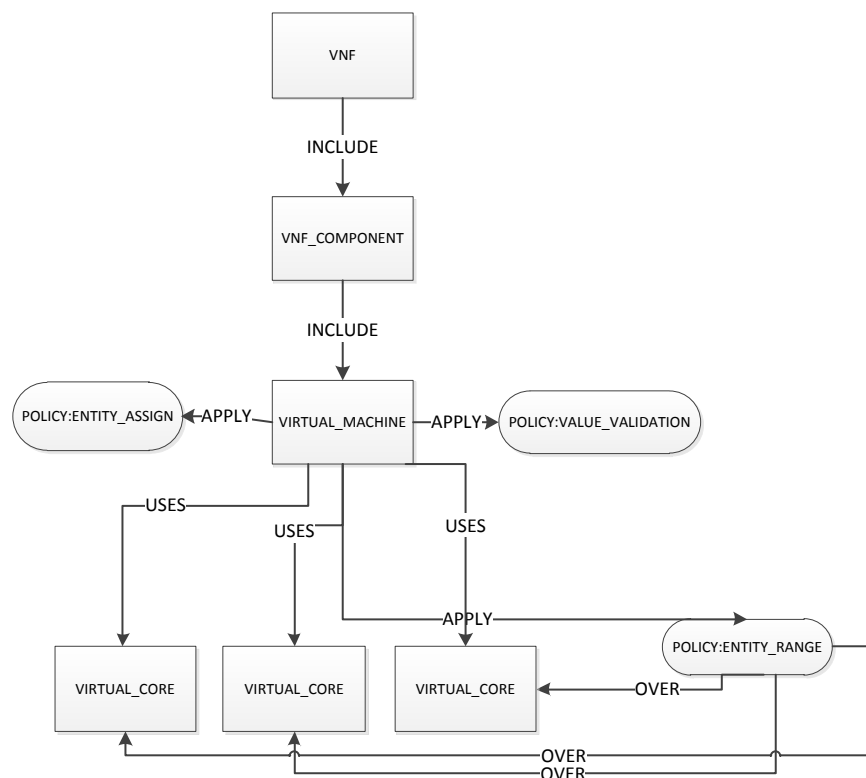 VNF
INCLUDE
VNF_COMPONENT
INCLUDE
POLICY:ENTITY_ASSIGN
APPLY
VIRTUAL_MACHINE
APPLY
POLICY:VALUE_VALIDATION
USES
USES
USES
APPLY
POLICY:ENTITY_RANGE
VIRTUAL_CORE
VIRTUAL_CORE
VIRTUAL_CORE
OVER
OVER
OVER